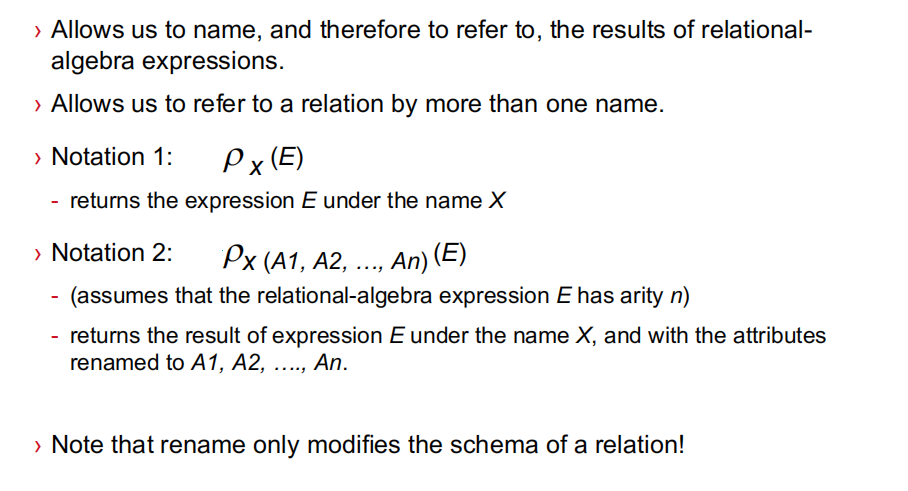 › Allows us to name, and therefore to refer to, the results of relational-
algebra expressions.
› Allows us to refer to a relation by more than one name.
› Notation 1: ρ x (E)
- returns the expression E under the name X
› Notation 2: ρx (A1, A2, …, An) (E)
- (assumes that the relational-algebra expression E has arity n)
- returns the result of expression E under the name X, and with the attributes
renamed to A1, A2, …., An.
› Note that rename only modifies the schema of a relation!